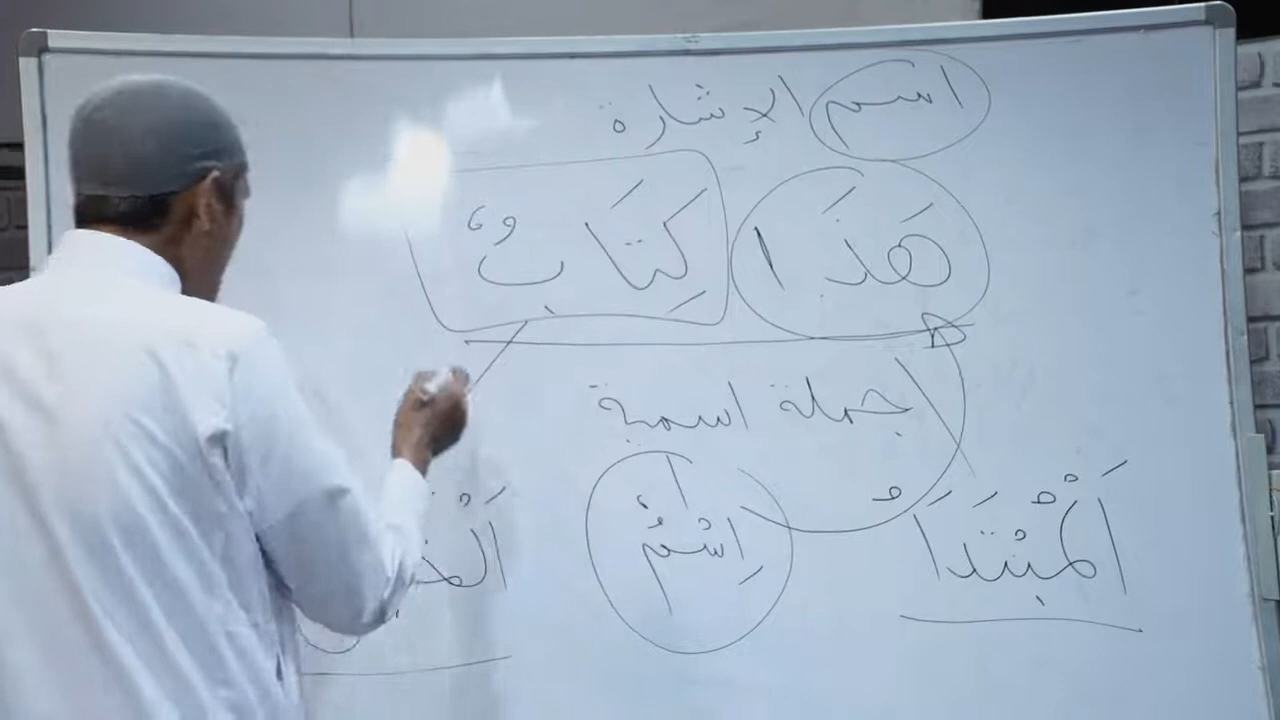 اسم الإشارة
هَذَا كِتَابٌ
جملة اسمية
اَلْمُبْتَدَأُ اِسْمٌ